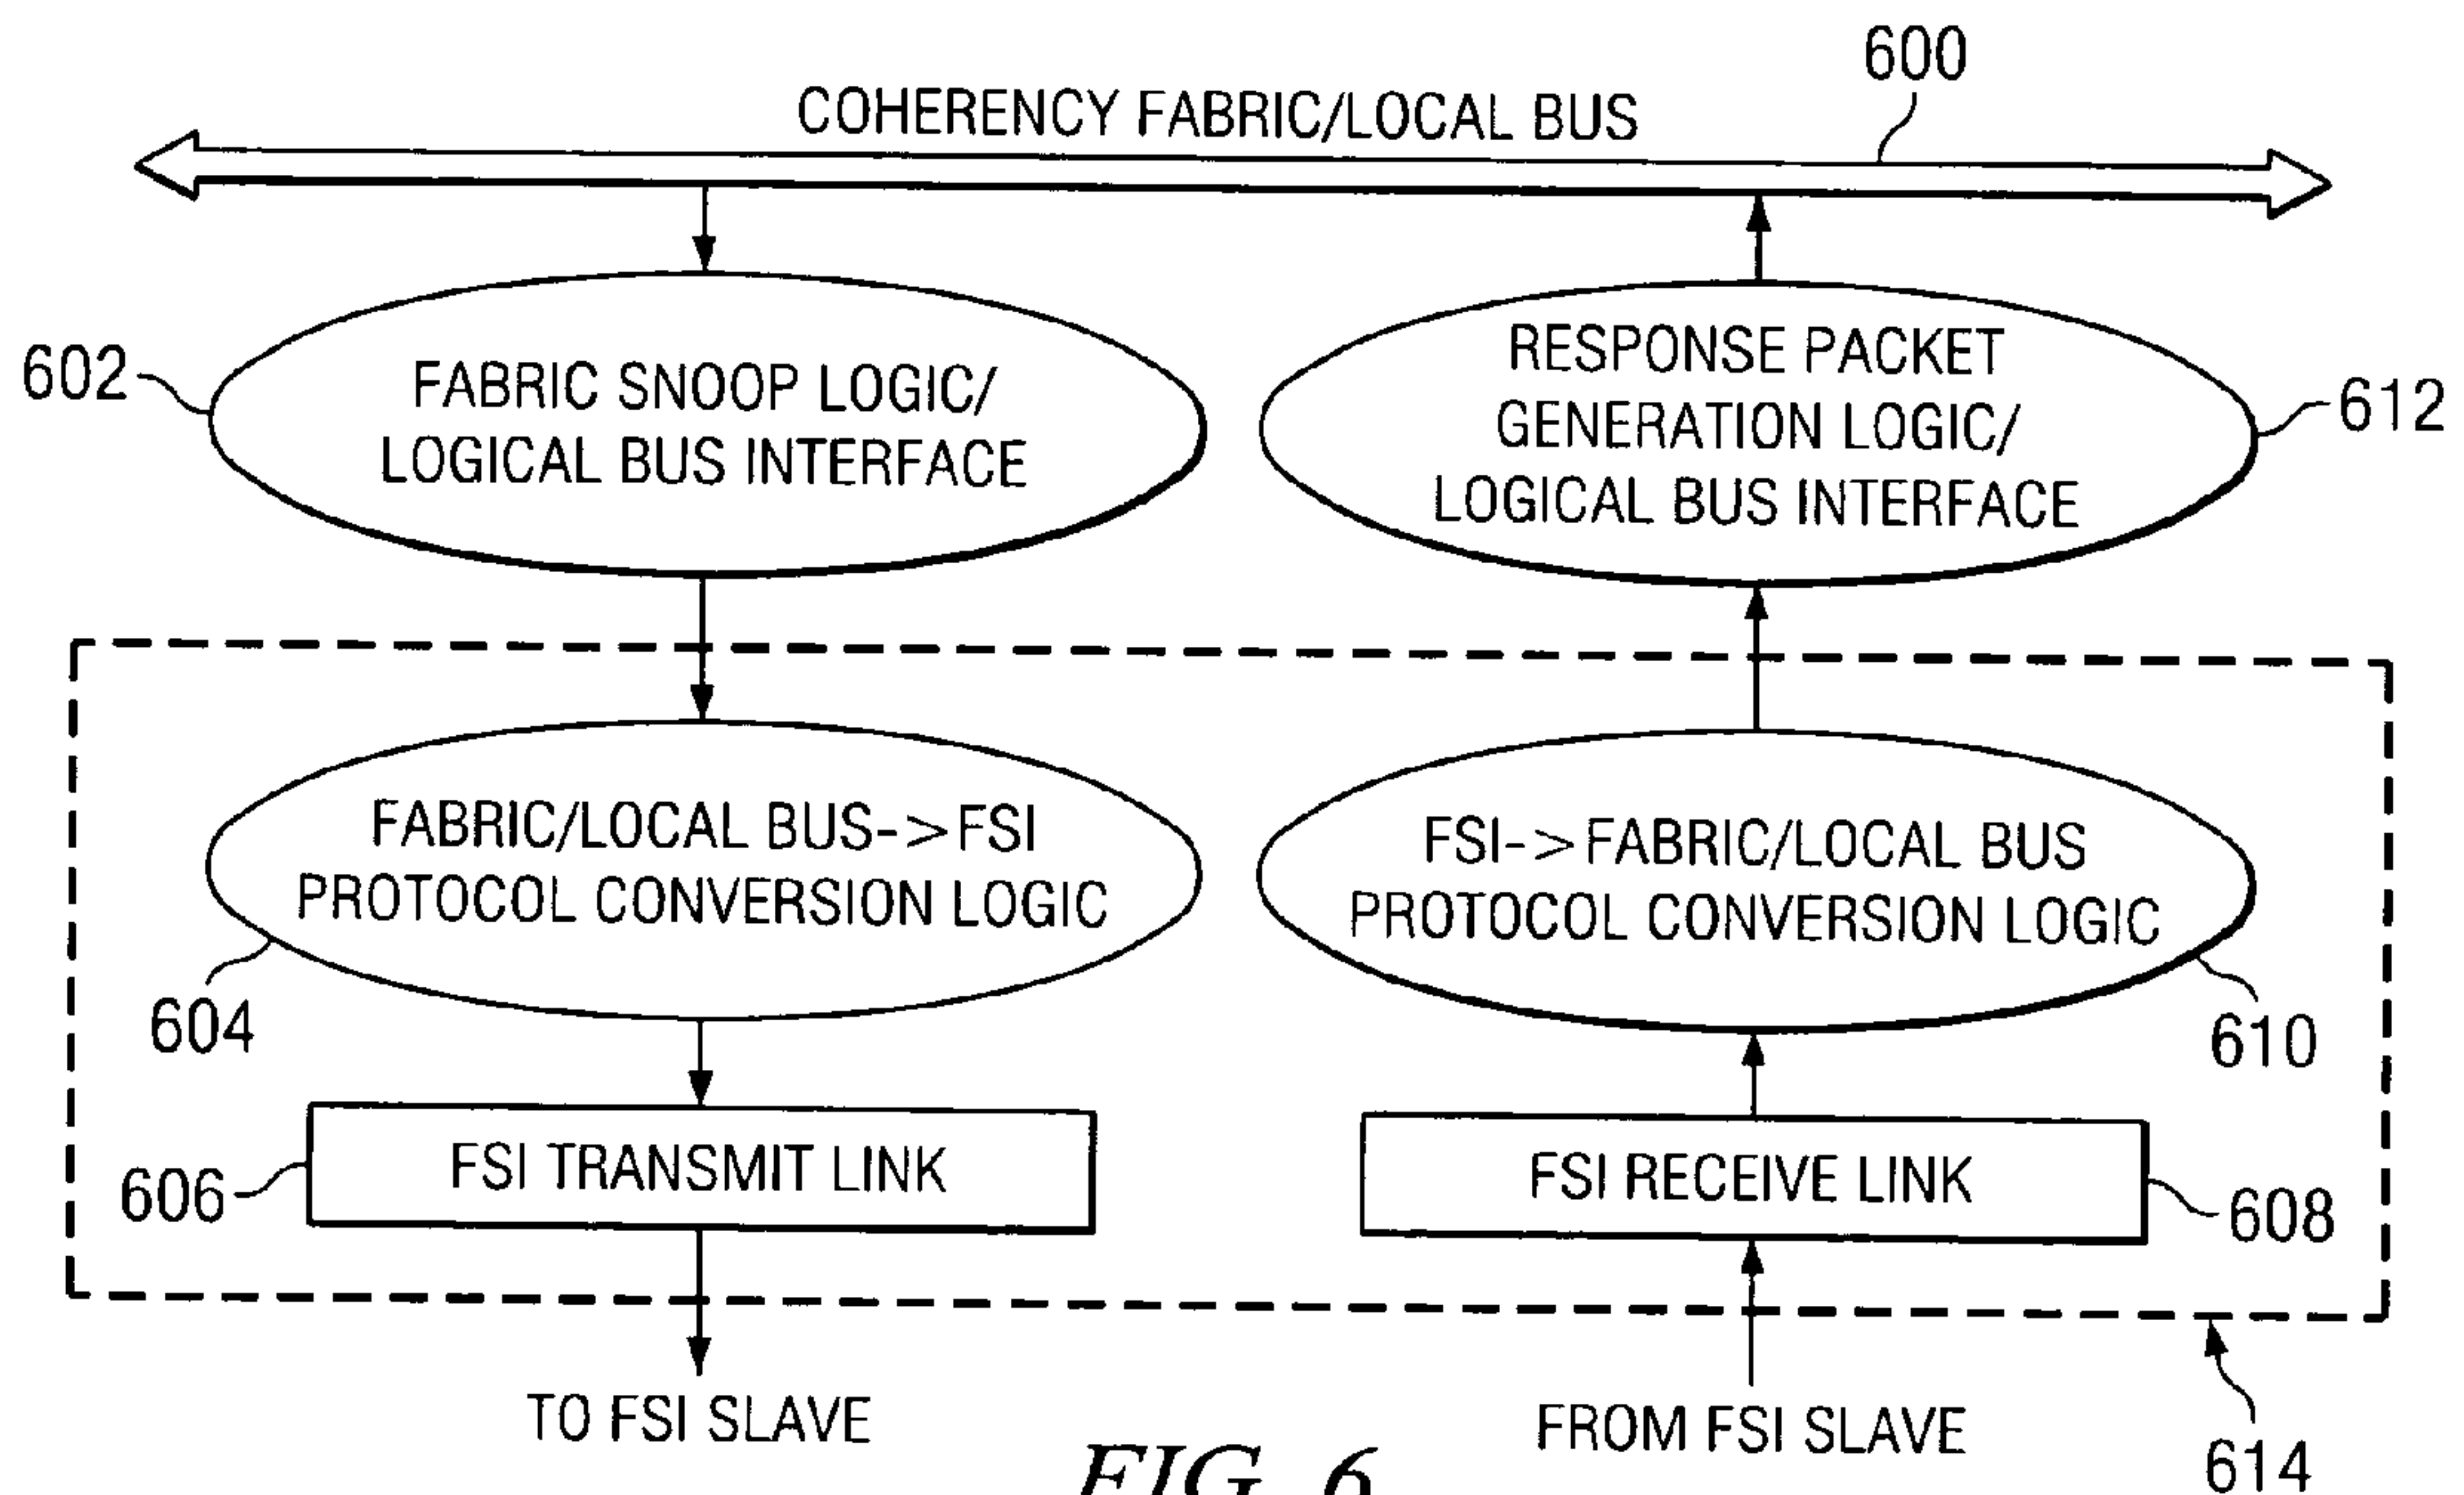 600
COHERENCY FABRIC/LOCAL BUS
602
FABRIC SNOOP LOGIC/
LOGICAL BUS INTERFACE
RESPONSE PACKET
GENERATION LOGIC/
LOGICAL BUS INTERFACE
612
FABRIC/LOCAL BUS->FSI
PROTOCOL CONVERSION LOGIC
604
FSI->FABRIC/LOCAL BUS
PROTOCOL CONVERSION LOGIC
610
606
FSI TRANSMIT LINK
FSI RECEIVE LINK
608
TO FSI SLAVE
FROM FSI SLAVE
614
FIG. 6